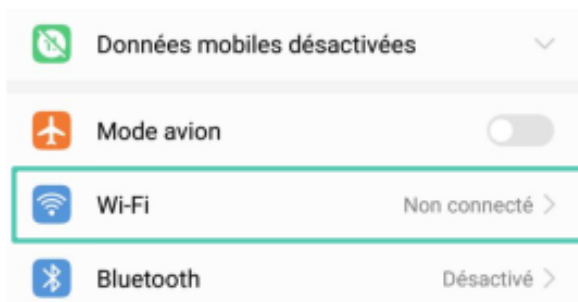 Données mobiles désactivées
Mode avion
Wi-Fi Non connecté
Bluetooth Désactivé